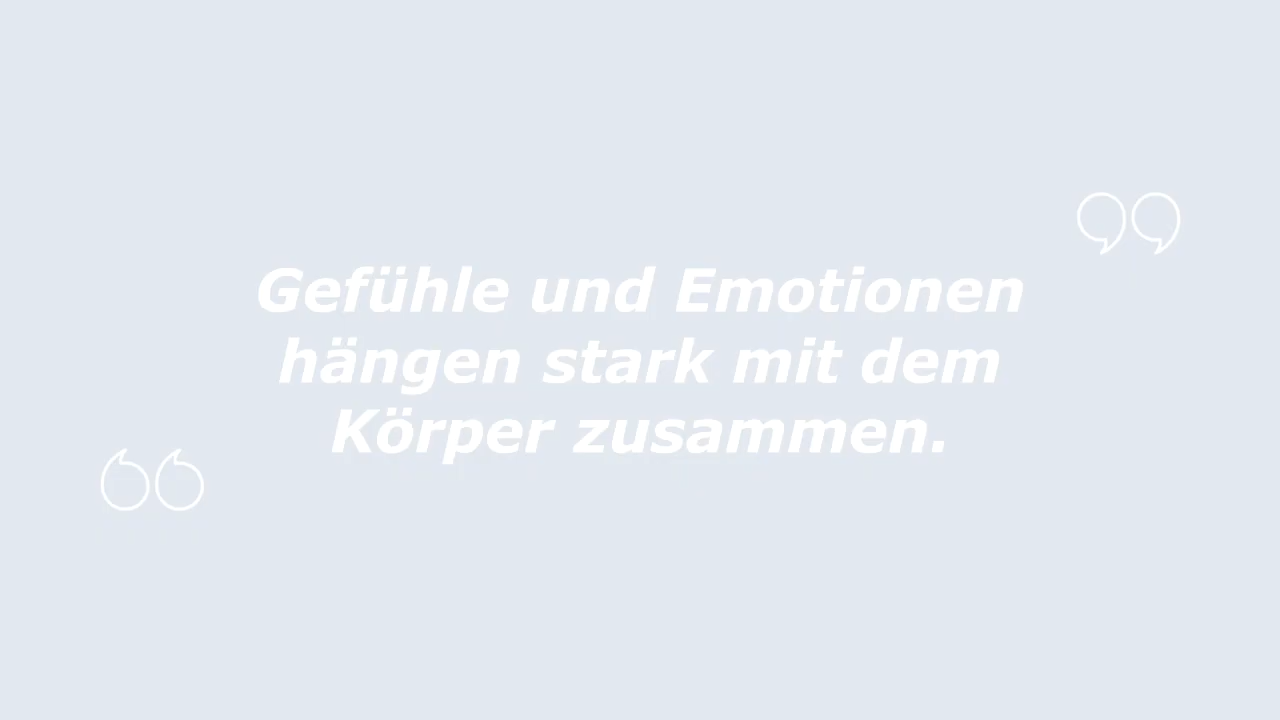 Gefühle und Emotionen
hängen stark mit dem
Körper zusammen.